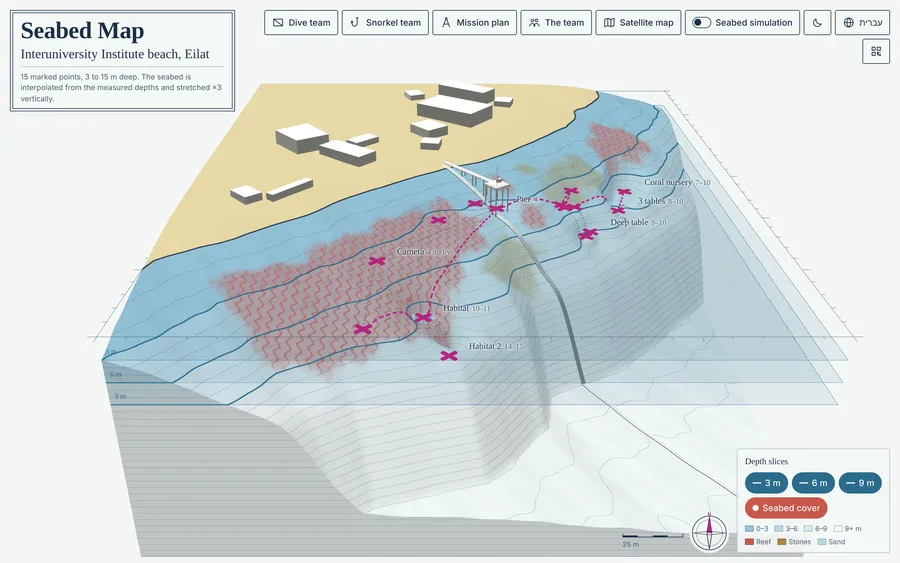 Seabed Map
Interuniversity Institute beach, Eilat
15 marked points, 3 to 15 m deep. The seabed is
interpolated from the measured depths and stretched ×3
vertically.
Dive team
Snorkel team
Mission plan
The team
Satellite map
Seabed simulation
עברית
Coral nursery 7–10
3 tables 8–10
Pier 4
Deep table 8–10
Camera
Habitat 10–11
Habitat 2 14–15
6 m
9 m
Depth slices
3 m
6 m
9 m
Seabed cover
0–3
3–6
6–9
9+ m
Reef
Stones
Sand
N
25 m